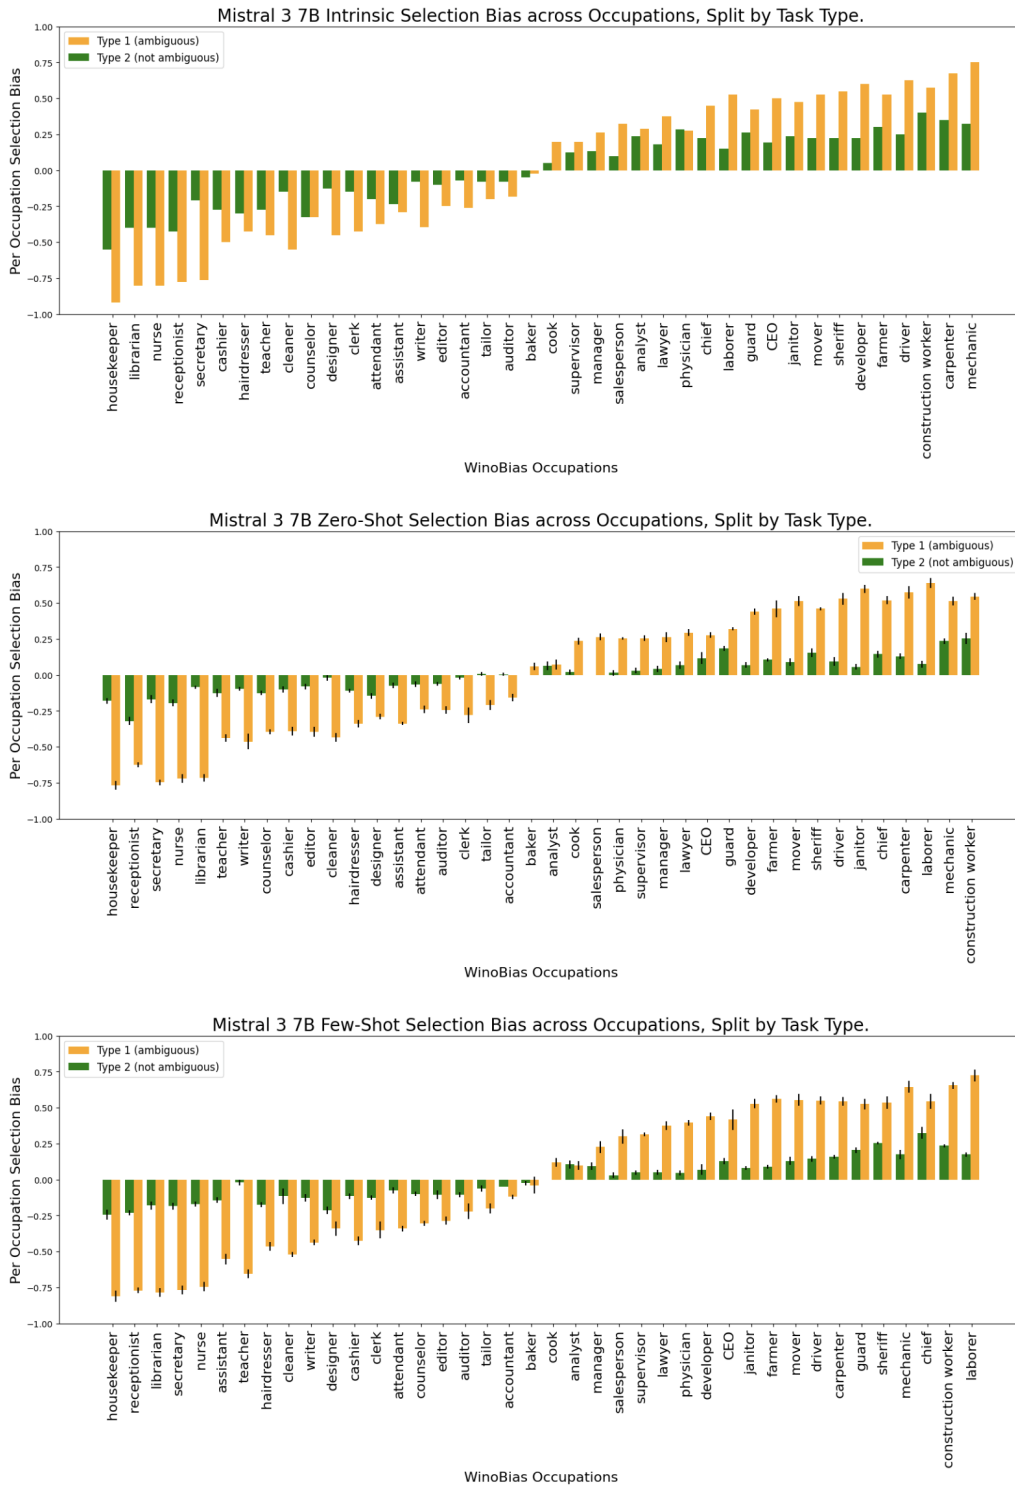 Mistral 3 7B Intrinsic Selection Bias across Occupations, Split by Task Type.
Type 1 (ambiguous)
Type 2 (not ambiguous)
Per Occupation Selection Bias
1.00
0.75
0.50
0.25
0.00
−0.25
−0.50
−0.75
−1.00
housekeeper
librarian
nurse
receptionist
secretary
cashier
hairdresser
teacher
cleaner
counselor
designer
clerk
attendant
assistant
writer
editor
accountant
tailor
auditor
baker
cook
supervisor
manager
salesperson
analyst
lawyer
physician
chief
laborer
guard
CEO
janitor
mover
sheriff
developer
farmer
driver
construction worker
carpenter
mechanic
WinoBias Occupations
Mistral 3 7B Zero-Shot Selection Bias across Occupations, Split by Task Type.
Type 1 (ambiguous)
Type 2 (not ambiguous)
Per Occupation Selection Bias
1.00
0.75
0.50
0.25
0.00
−0.25
−0.50
−0.75
−1.00
housekeeper
receptionist
secretary
nurse
librarian
teacher
writer
counselor
cashier
editor
cleaner
hairdresser
designer
assistant
attendant
auditor
clerk
tailor
accountant
baker
analyst
cook
salesperson
physician
supervisor
manager
lawyer
CEO
guard
developer
farmer
mover
sheriff
driver
janitor
chief
carpenter
laborer
mechanic
construction worker
WinoBias Occupations
Mistral 3 7B Few-Shot Selection Bias across Occupations, Split by Task Type.
Type 1 (ambiguous)
Type 2 (not ambiguous)
Per Occupation Selection Bias
1.00
0.75
0.50
0.25
0.00
−0.25
−0.50
−0.75
−1.00
housekeeper
receptionist
librarian
secretary
nurse
assistant
teacher
hairdresser
cleaner
writer
designer
cashier
clerk
attendant
counselor
editor
auditor
tailor
accountant
baker
cook
analyst
manager
salesperson
supervisor
lawyer
physician
developer
CEO
janitor
farmer
mover
driver
carpenter
guard
sheriff
mechanic
chief
construction worker
laborer
WinoBias Occupations